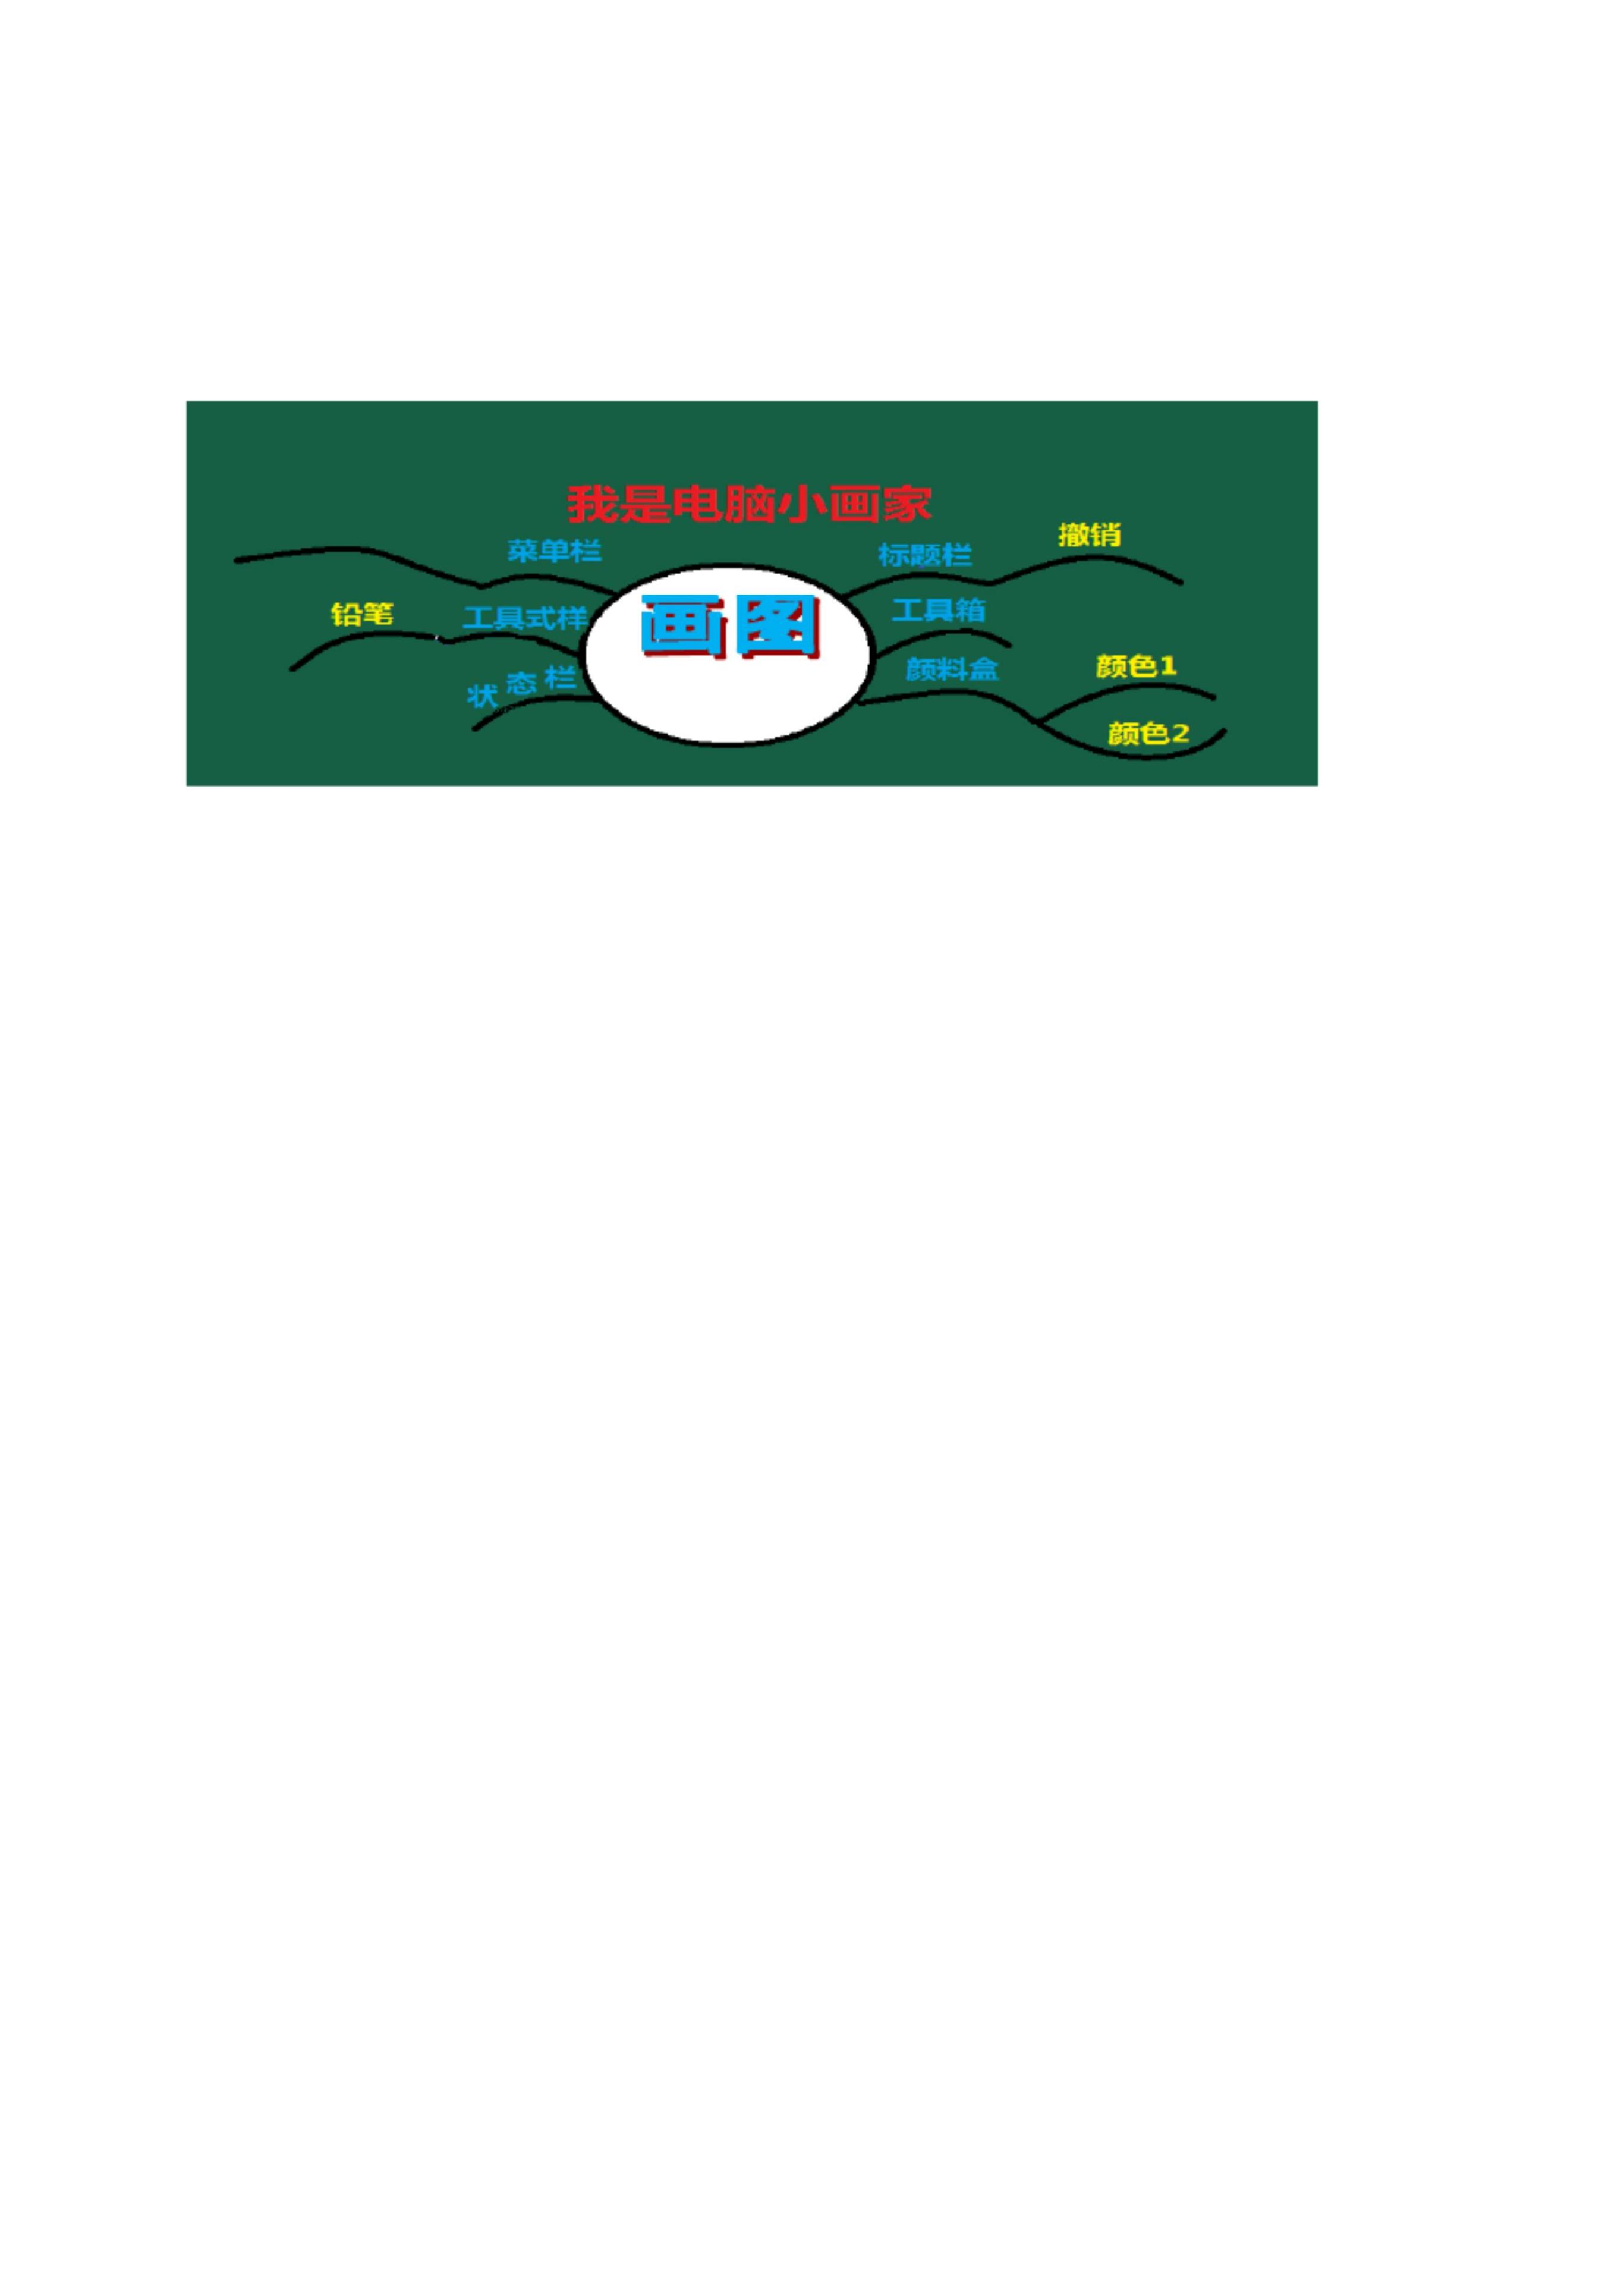 我是电脑小画家
撤销
菜单栏
标题栏
铅笔
工具式样
画图
工具箱
状态栏
颜料盒
颜色1
颜色2